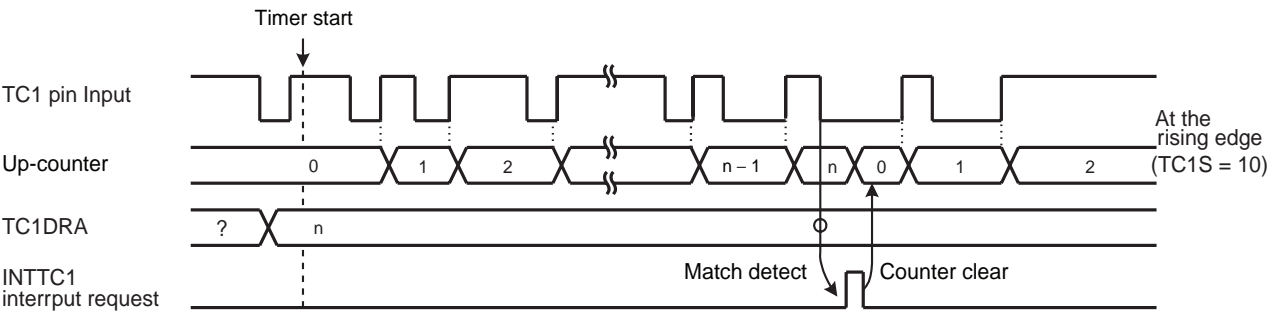 Timer start
TC1 pin Input
At the
rising edge
(TC1S = 10)
Up-counter
0 1 2 n – 1 n 0 1 2
TC1DRA
? n
INTTC1
interrput request
Match detect
Counter clear